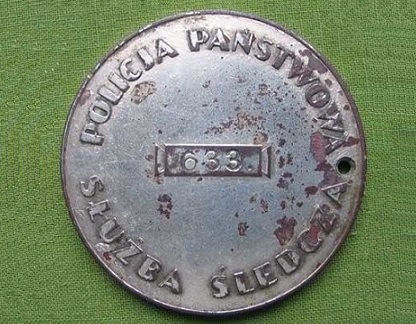 POLICJA PAŃSTWOWA
633.
SŁUŻBA ŚLEDCZA